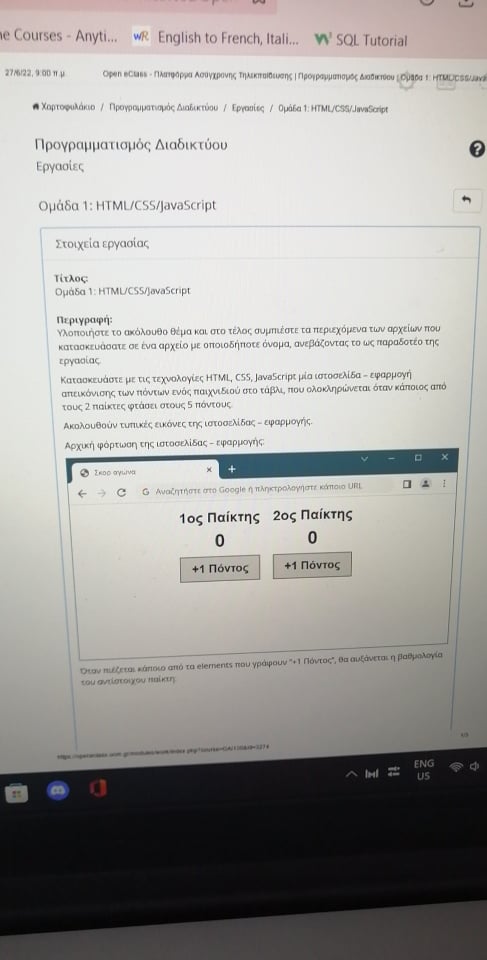 ne Courses - Anyti...
wR English to French, Itali...
SQL Tutorial
27/6/22, 9:00 π.μ.
Open eClass - Πλατφόρμα Ασύγχρονης Τηλεκπαίδευσης | Προγραμματισμός Διαδικτύου | Ομάδα 1: HTML/CSS/Java
Χαρτοφυλάκιο / Προγραμματισμός Διαδικτύου / Εργασίες / Ομάδα 1: HTML/CSS/JavaScript
Προγραμματισμός Διαδικτύου
?
Εργασίες
Ομάδα 1: HTML/CSS/JavaScript
Στοιχεία εργασίας
Τίτλος:
Ομάδα 1: HTML/CSS/JavaScript
Περιγραφή:
Υλοποιήστε το ακόλουθο θέμα και στο τέλος συμπιέστε τα περιεχόμενα των αρχείων που
κατασκευάσατε σε ένα αρχείο με οποιοδήποτε όνομα, ανεβάζοντας το ως παραδοτέο της
εργασίας.
Κατασκευάστε με τις τεχνολογίες HTML, CSS, JavaScript μία ιστοσελίδα – εφαρμογή
απεικόνισης των πόντων ενός παιχνιδιού στο τάβλι, που ολοκληρώνεται όταν κάποιος από
τους 2 παίκτες φτάσει στους 5 πόντους.
Ακολουθούν τυπικές εικόνες της ιστοσελίδας – εφαρμογής.
Αρχική φόρτωση της ιστοσελίδας – εφαρμογής:
Σκορ αγώνα
G Αναζητήστε στο Google ή πληκτρολογήστε κάποιο URL
1ος Παίκτης 2ος Παίκτης
0 0
+1 Πόντος +1 Πόντος
Όταν πιέζεται κάποιο από τα elements που γράφουν "+1 Πόντος", θα αυξάνεται η βαθμολογία
του αντίστοιχου παίκτη:
1/3
ENG
US